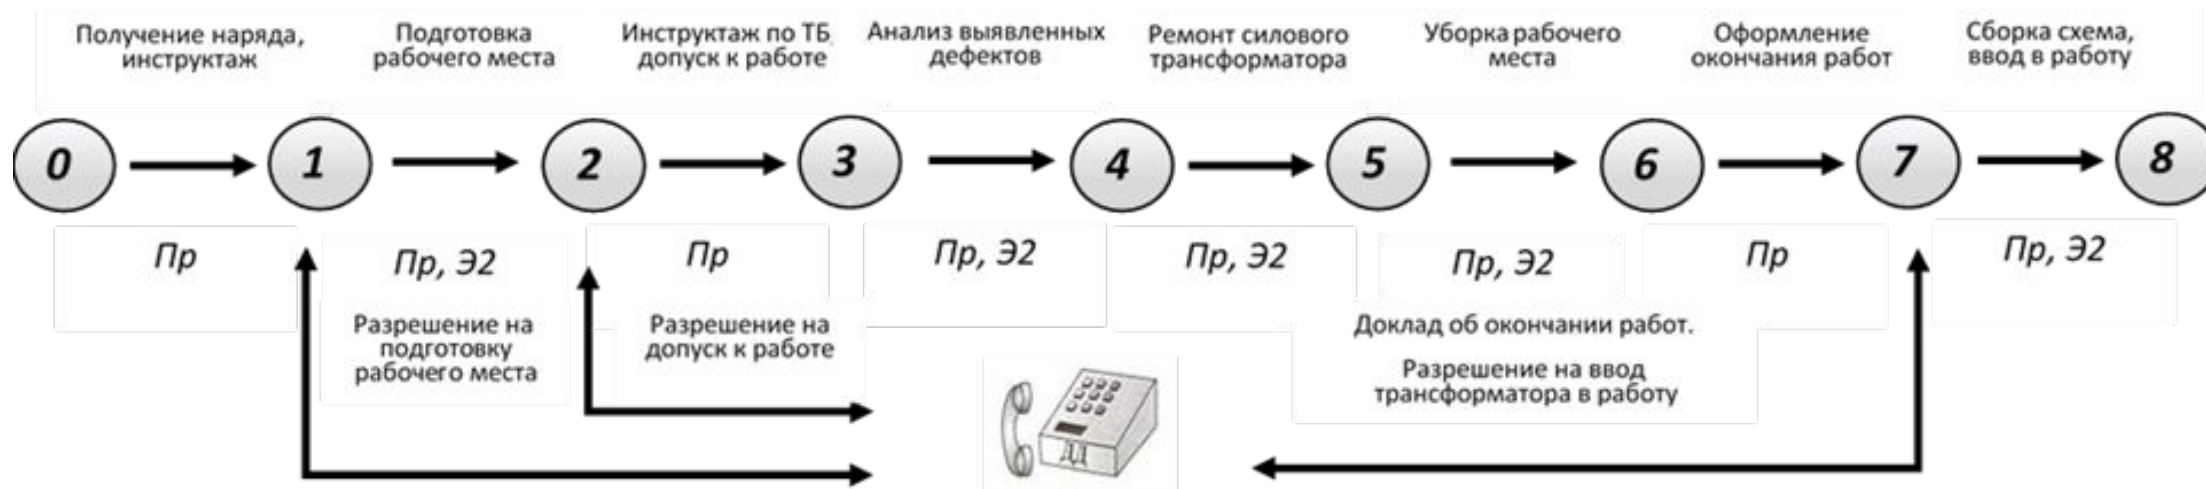 Получение наряда,
инструктаж
Подготовка
рабочего места
Инструктаж по ТБ,
допуск к работе
Анализ выявленных
дефектов
Ремонт силового
трансформатора
Уборка рабочего
места
Оформление
окончания работ
Сборка схема,
ввод в работу
0
1
2
3
4
5
6
7
8
Пр
Пр, Э2
Пр
Пр, Э2
Пр, Э2
Пр, Э2
Пр
Пр, Э2
Разрешение на
подготовку
рабочего места
Разрешение на
допуск к работе
Доклад об окончании работ.
Разрешение на ввод
трансформатора в работу
ДД